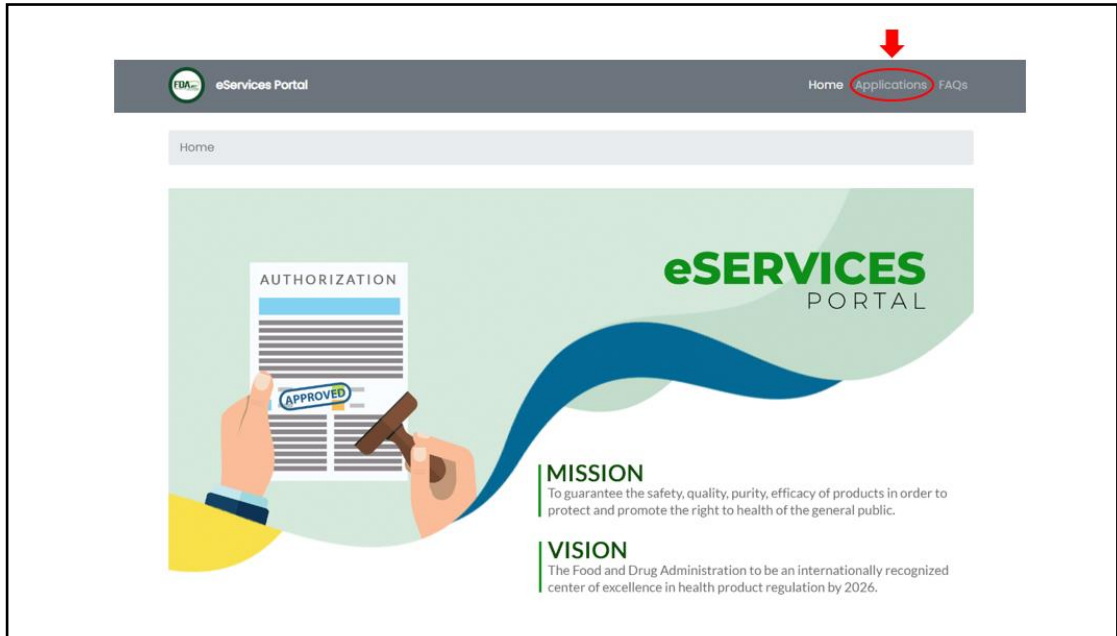 FDA
eServices Portal
Home Applications FAQs
Home
AUTHORIZATION
APPROVED
eSERVICES
PORTAL
MISSION
To guarantee the safety, quality, purity, efficacy of products in order to
protect and promote the right to health of the general public.
VISION
The Food and Drug Administration to be an internationally recognized
center of excellence in health product regulation by 2026.